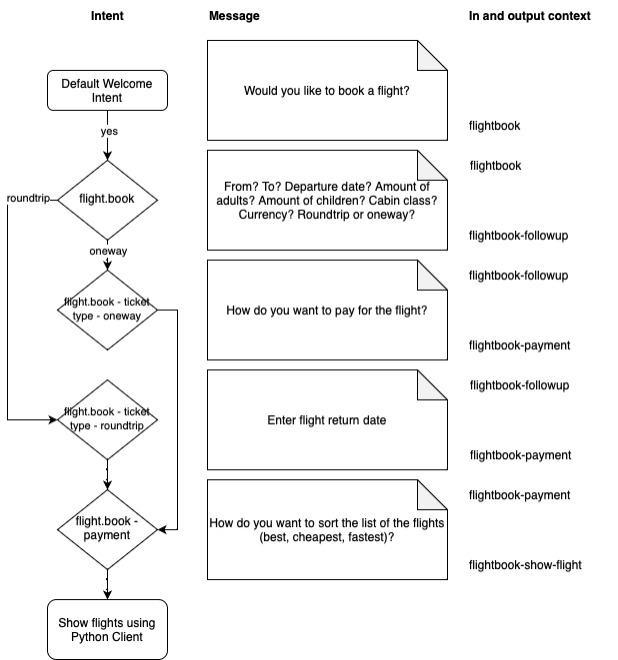 Intent
Message
In and output context
Default Welcome
Intent
Would you like to book a flight?
flightbook
yes
flightbook
roundtrip
flight.book
From? To? Departure date? Amount of
adults? Amount of children? Cabin class?
Currency? Roundtrip or oneway?
flightbook-followup
oneway
flightbook-followup
flight.book - ticket
type - oneway
How do you want to pay for the flight?
flightbook-payment
flightbook-followup
flight.book - ticket
type - roundtrip
Enter flight return date
flightbook-payment
flightbook-payment
flight.book -
payment
How do you want to sort the list of the flights
(best, cheapest, fastest)?
flightbook-show-flight
Show flights using
Python Client